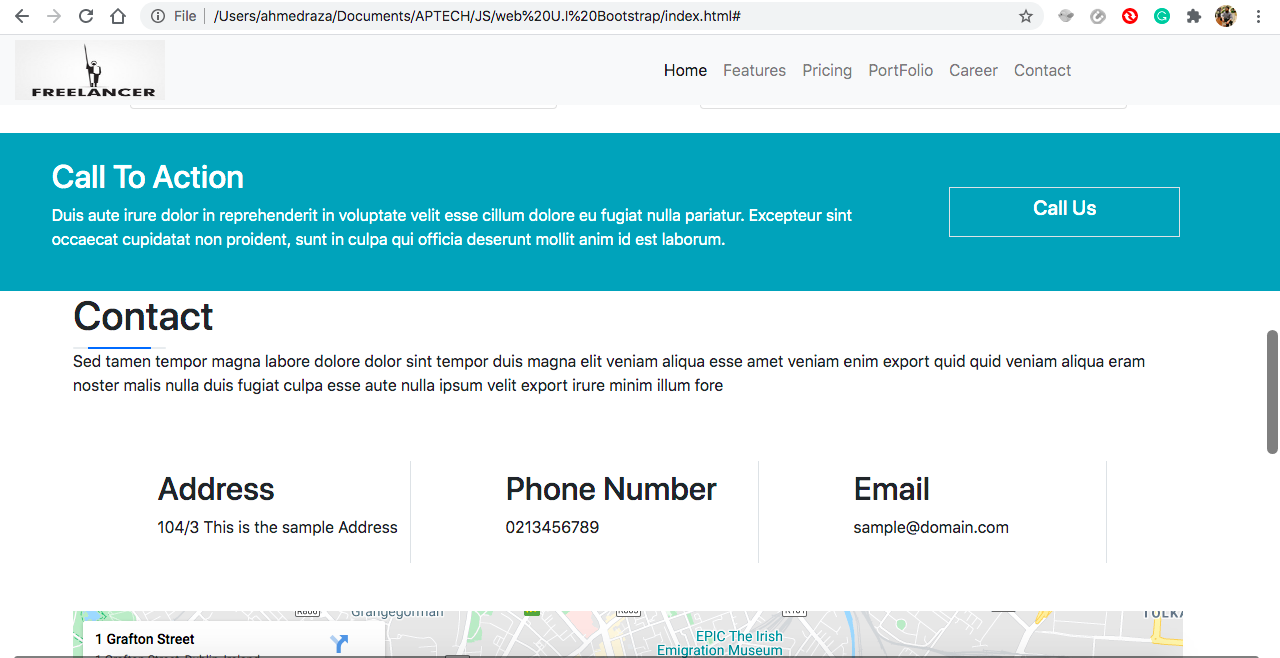 File
/Users/ahmedraza/Documents/APTECH/JS/web%20U.I%20Bootstrap/index.html#
FREELANCER
Home Features Pricing PortFolio Career Contact
Call To Action
Duis aute irure dolor in reprehenderit in voluptate velit esse cillum dolore eu fugiat nulla pariatur. Excepteur sint
occaecat cupidatat non proident, sunt in culpa qui officia deserunt mollit anim id est laborum.
Call Us
Contact
Sed tamen tempor magna labore dolore dolor sint tempor duis magna elit veniam aliqua esse amet veniam enim export quid quid veniam aliqua eram
noster malis nulla duis fugiat culpa esse aute nulla ipsum velit export irure minim illum fore
Address
104/3 This is the sample Address
Phone Number
0213456789
Email
sample@domain.com
Grangegorman
1 Grafton Street
EPIC The Irish
Emigration Museum